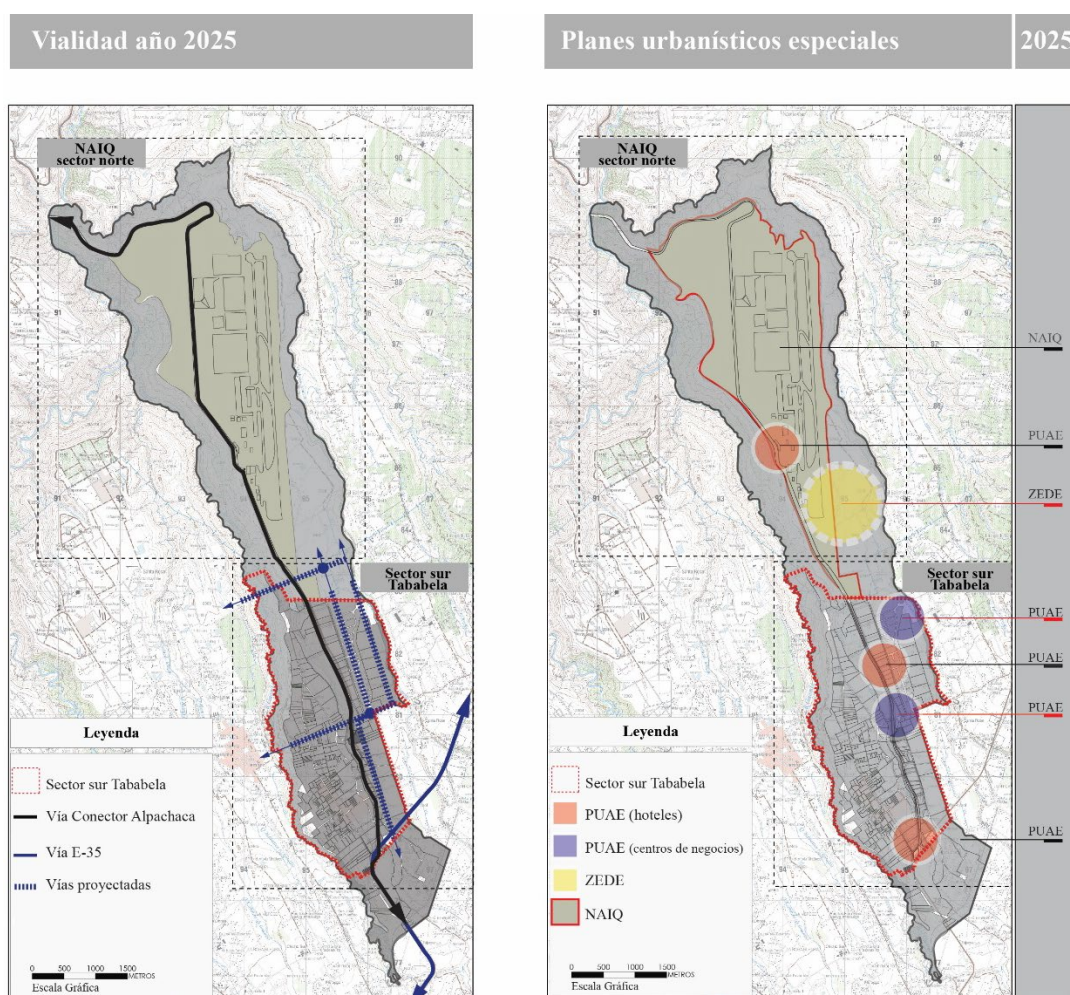 Vialidad año 2025
NAIQ
sector norte
Sector sur
Tababela
Leyenda
Sector sur Tababela
Vía Conector Alpachaca
Vía E-35
Vías proyectadas
0 500 1000 1500
METROS
Escala Gráfica
Planes urbanísticos especiales
2025
NAIQ
sector norte
Sector sur
Tababela
NAIQ
PUAE
ZEDE
PUAE
PUAE
PUAE
PUAE
Leyenda
Sector sur Tababela
PUAE (hoteles)
PUAE (centros de negocios)
ZEDE
NAIQ
0 500 1000 1500
METROS
Escala Gráfica